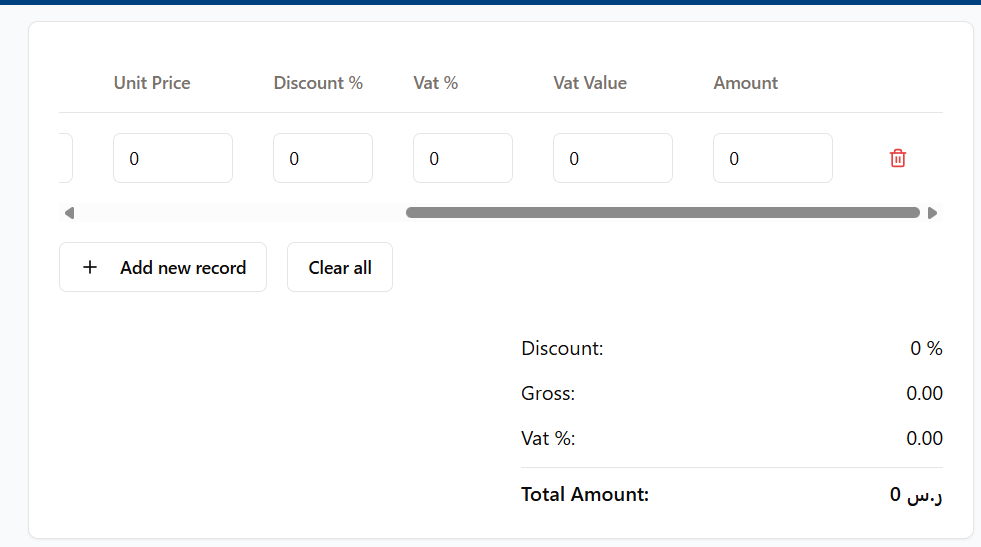 Unit Price Discount % Vat % Vat Value Amount
0 0 0 0 0
Add new record Clear all
Discount: 0 %
Gross: 0.00
Vat %: 0.00
Total Amount: 0 ر.س